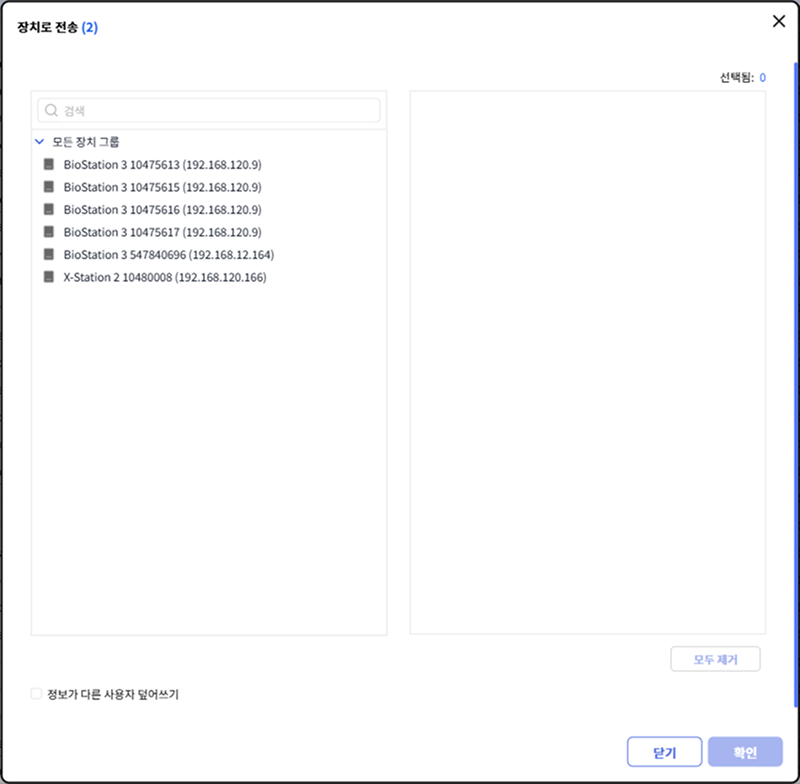 장치로 전송 (2)
선택됨: 0
검색
모든 장치 그룹
BioStation 3 10475613 (192.168.120.9)
BioStation 3 10475615 (192.168.120.9)
BioStation 3 10475616 (192.168.120.9)
BioStation 3 10475617 (192.168.120.9)
BioStation 3 547840696 (192.168.12.164)
X-Station 2 10480008 (192.168.120.166)
모두 제거
정보가 다른 사용자 덮어쓰기
닫기 확인